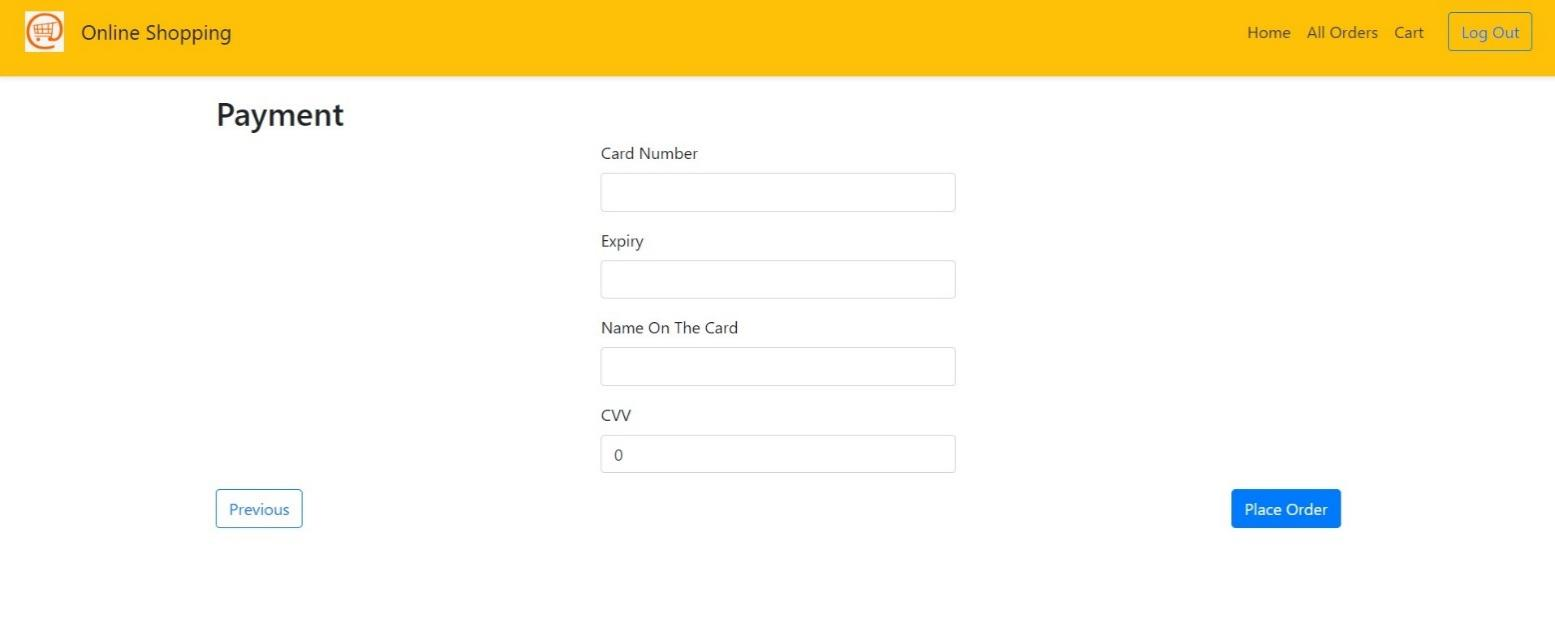 Online Shopping
Home All Orders Cart Log Out
Payment
Card Number
Expiry
Name On The Card
CVV
0
Previous
Place Order